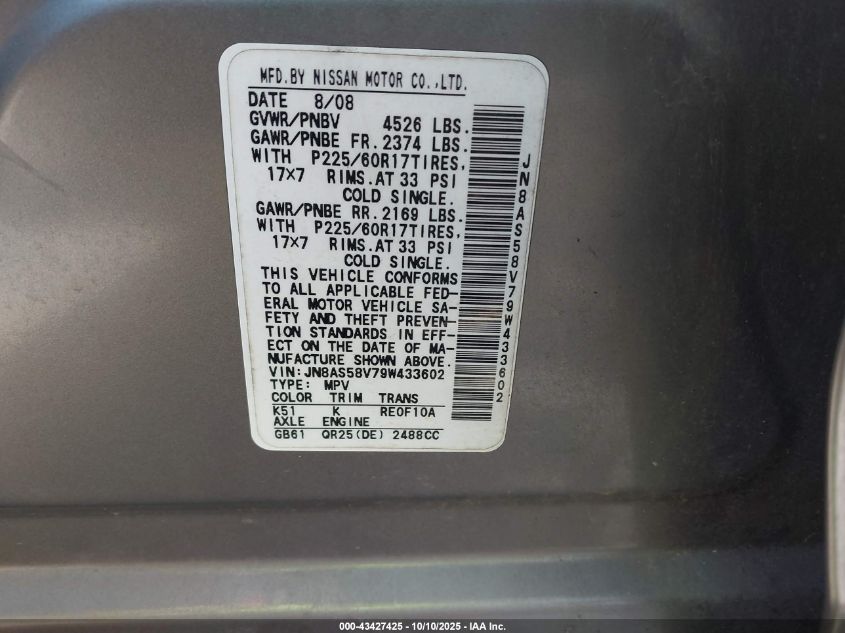 MFD.BY NISSAN MOTOR CO.,LTD.
DATE 8/08
GVWR/PNBV 4526 LBS.
GAWR/PNBE FR. 2374 LBS.
WITH P225/60R17TIRES,
17×7 RIMS.AT 33 PSI
COLD SINGLE.
GAWR/PNBE RR. 2169 LBS.
WITH P225/60R17TIRES,
17×7 RIMS.AT 33 PSI
COLD SINGLE.
THIS VEHICLE CONFORMS
TO ALL APPLICABLE FED-
ERAL MOTOR VEHICLE SA-
FETY AND THEFT PREVEN-
TION STANDARDS IN EFF-
ECT ON THE DATE OF MA-
NUFACTURE SHOWN ABOVE.
VIN:JN8AS58V79W433602
TYPE: MPV
COLOR TRIM TRANS
K51 K RE0F10A
AXLE ENGINE
GB61 QR25(DE) 2488CC
JN8AS58V79W433602
000-43427425 - 10/10/2025 - IAA Inc.